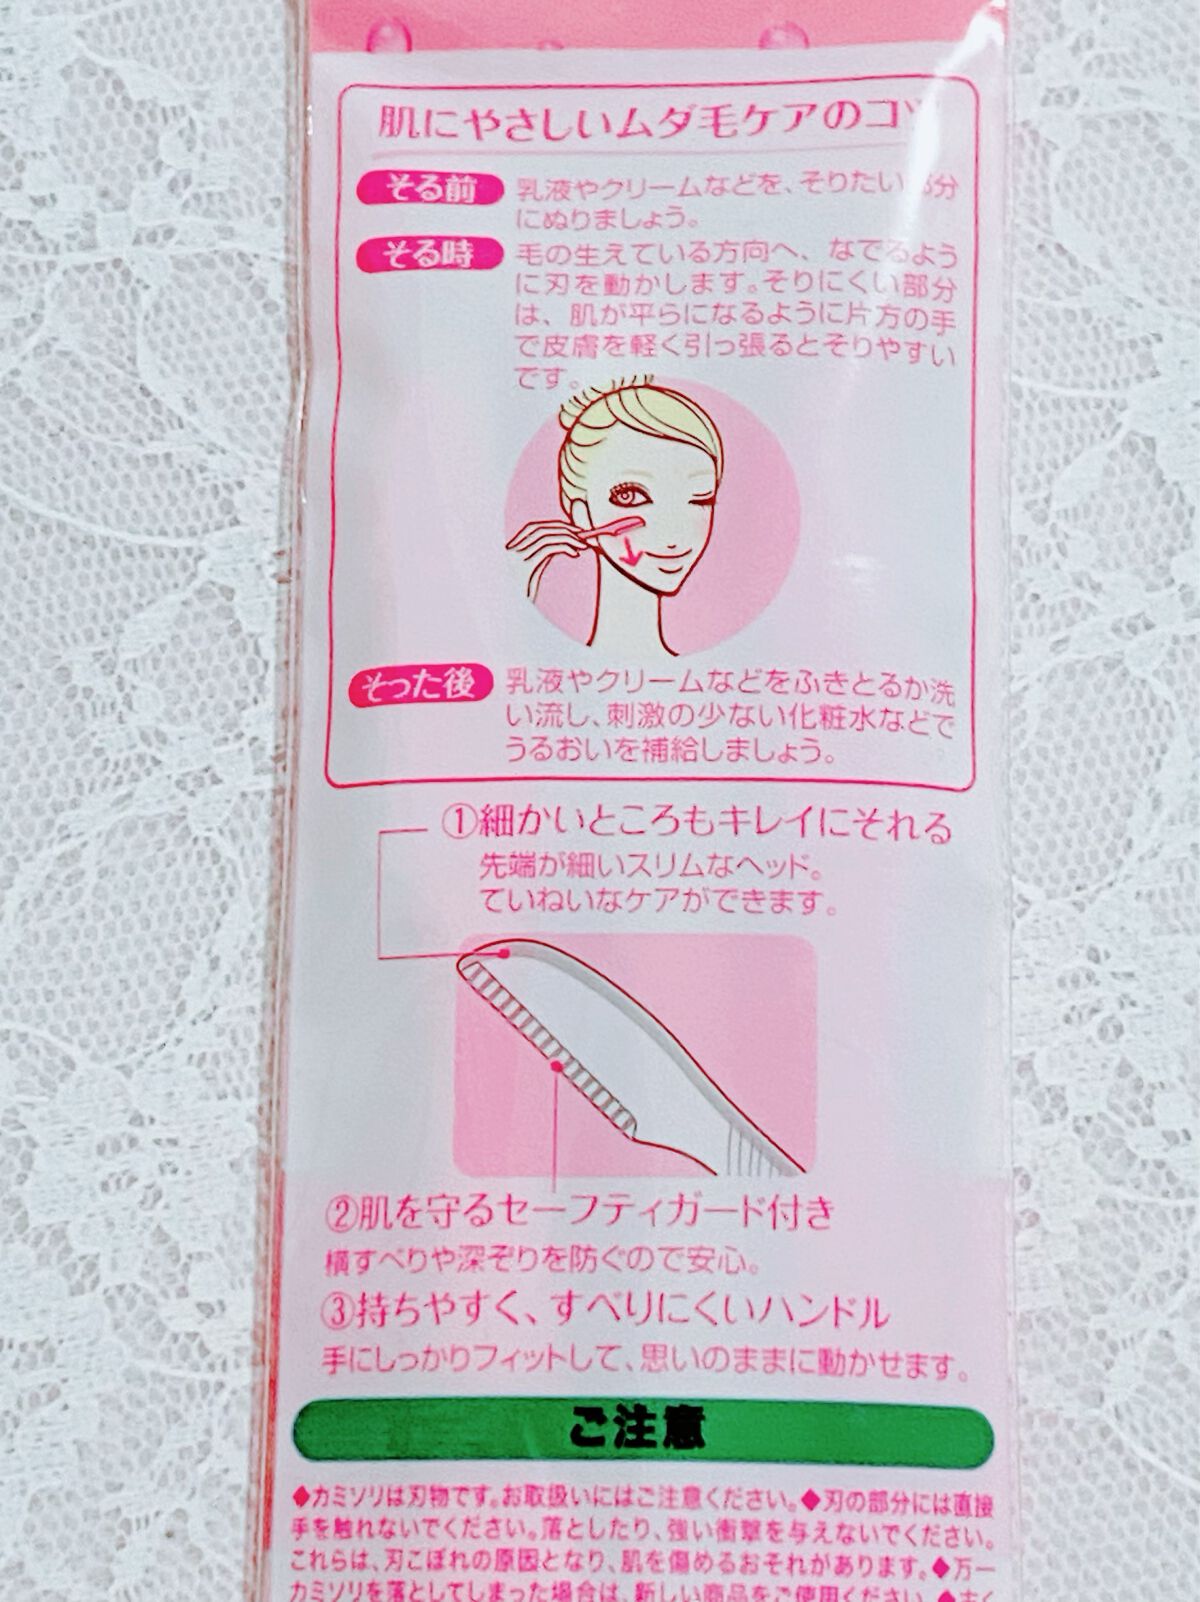 肌にやさしいムダ毛ケアのコツ
そる前
乳液やクリームなどを、そりたい部分
にぬりましょう。
そる時
毛の生えている方向へ、なでるよう
に刃を動かします。そりにくい部分
は、肌が平らになるように片方の手
で皮膚を軽く引っ張るとそりやすい
です。
そった後
乳液やクリームなどをふきとるか洗
い流し、刺激の少ない化粧水などで
うるおいを補給しましょう。
①細かいところもキレイにそれる
先端が細いスリムなヘッド。
ていねいなケアができます。
②肌を守るセーフティガード付き
横すべりや深ぞりを防ぐので安心。
③持ちやすく、すべりにくいハンドル
手にしっかりフィットして、思いのままに動かせます。
ご注意
◆カミソリは刃物です。お取扱いにはご注意ください。◆刃の部分には直接
手を触れないでください。落としたり、強い衝撃を与えないでください。
これらは、刃こぼれの原因となり、肌を傷めるおそれがあります。◆万一
カミソリを落としてしまった場合は、新しい商品をご使用ください。◆古く